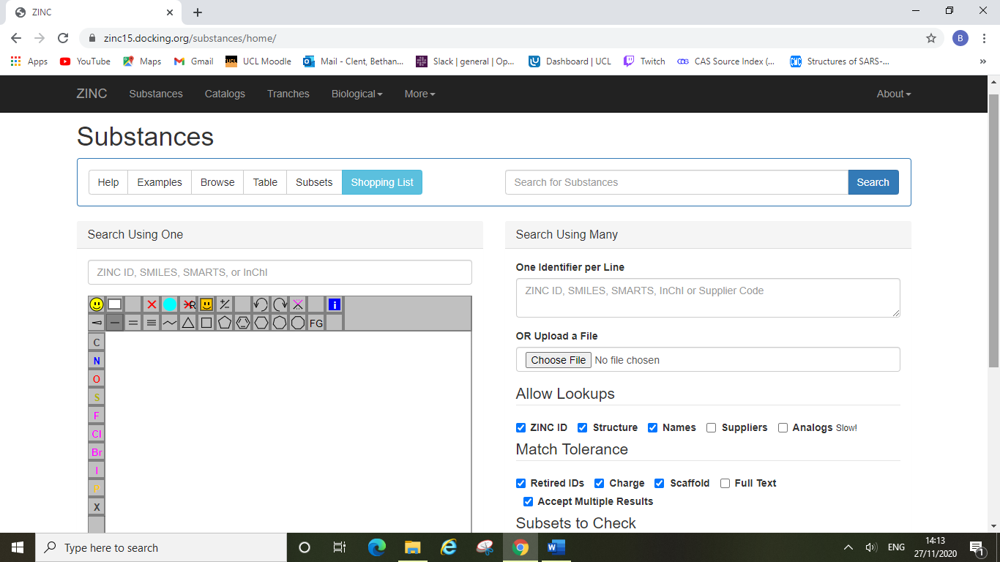 ZINC
zinc15.docking.org/substances/home/
B
Apps YouTube Maps Gmail UCL Moodle Mail - Clent, Bethan... Slack | general | Op... Dashboard | UCL Twitch CAS Source Index (... Structures of SARS-... »
ZINC Substances Catalogs Tranches Biological More About
Substances
Help Examples Browse Table Subsets Shopping List Search for Substances Search
Search Using One
ZINC ID, SMILES, SMARTS, or InChI
R i
FG
C
N
O
S
F
Cl
Br
I
P
X
Search Using Many
One Identifier per Line
ZINC ID, SMILES, SMARTS, InChI or Supplier Code
OR Upload a File
Choose File No file chosen
Allow Lookups
ZINC ID Structure Names Suppliers Analogs Slow!
Match Tolerance
Retired IDs Charge Scaffold Full Text
Accept Multiple Results
Subsets to Check
Type here to search
ENG
14:13
27/11/2020
1